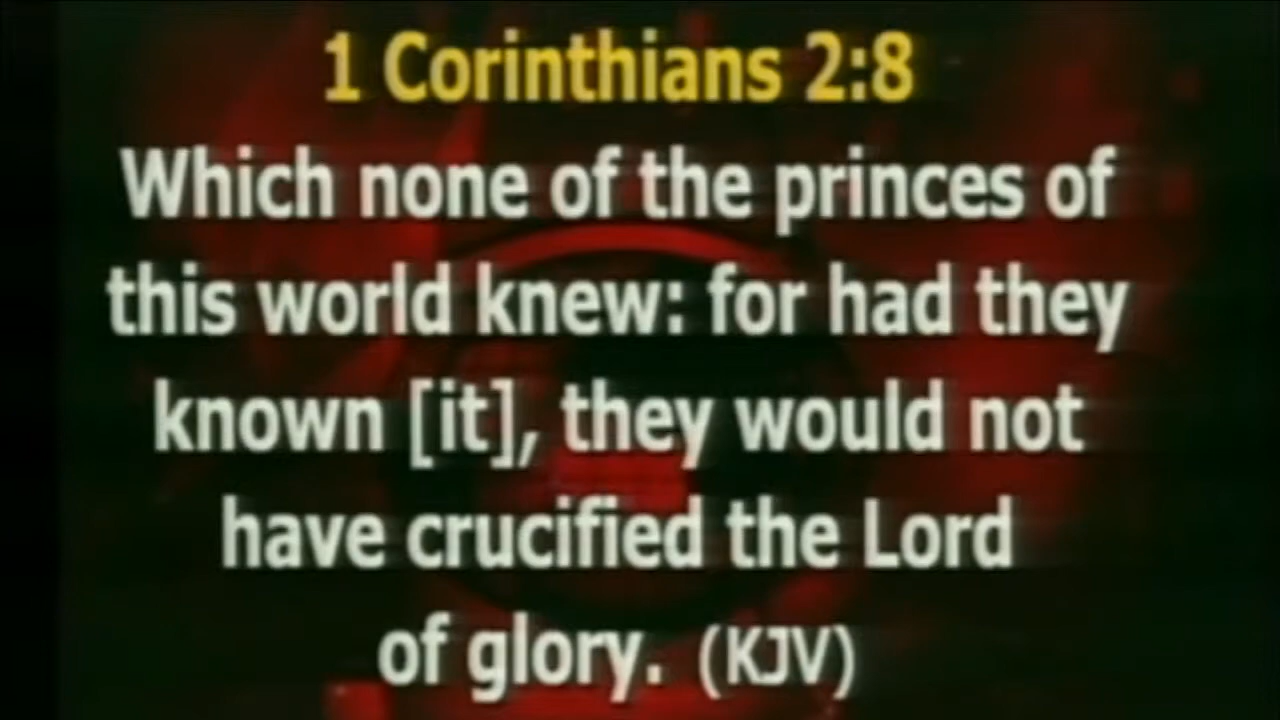 1 Corinthians 2:8
Which none of the princes of
this world knew: for had they
known [it], they would not
have crucified the Lord
of glory. (KJV)